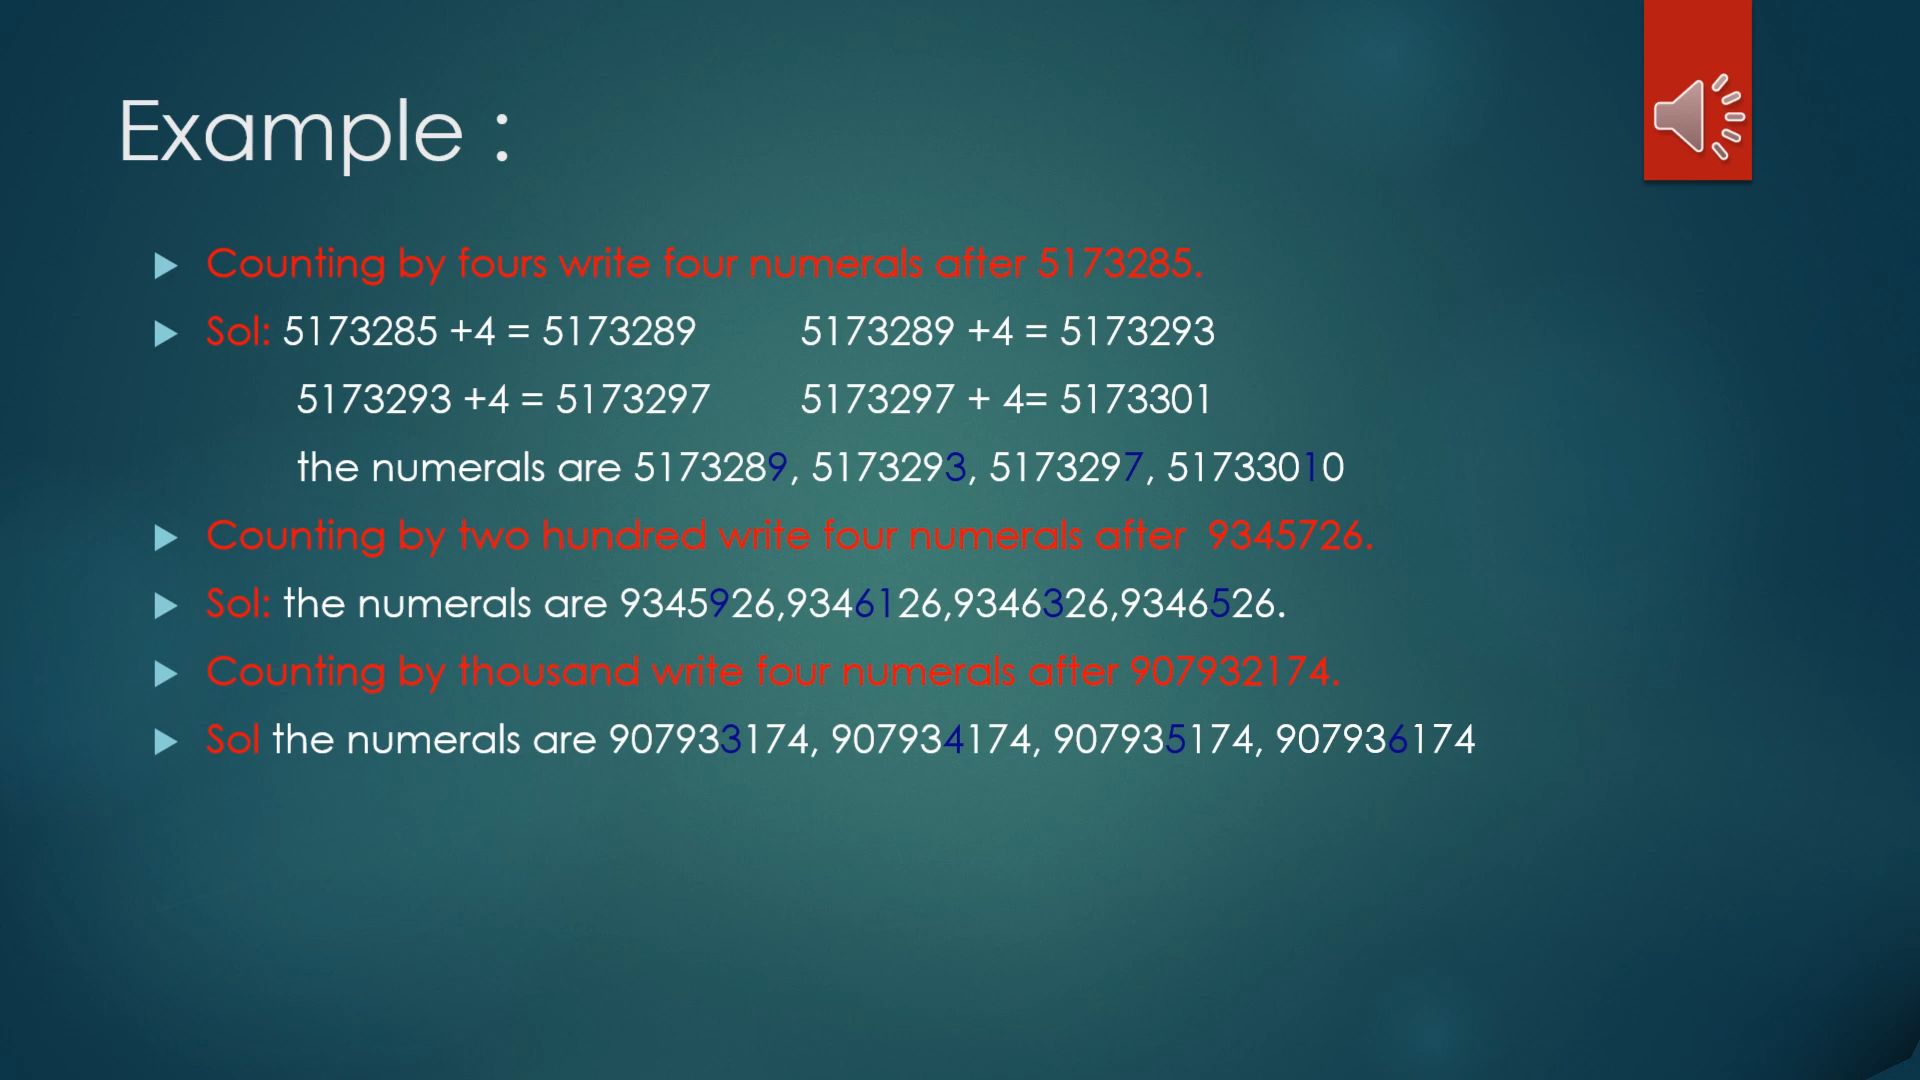 Example :
Counting by fours write four numerals after 5173285.
Sol: 5173285 +4 = 5173289 5173289 +4 = 5173293
5173293 +4 = 5173297 5173297 + 4= 5173301
the numerals are 5173289, 5173293, 5173297, 51733010
Counting by two hundred write four numerals after 9345726.
Sol: the numerals are 9345926,9346126,9346326,9346526.
Counting by thousand write four numerals after 907932174.
Sol the numerals are 907933174, 907934174, 907935174, 907936174